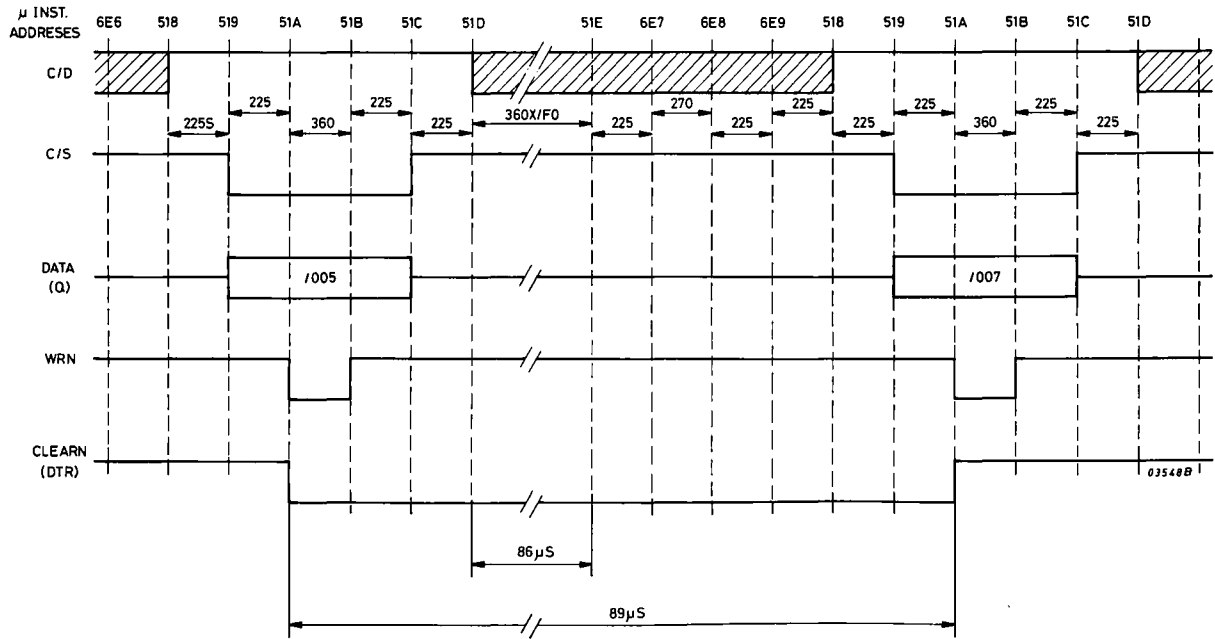 μ INST.
ADDRESES
6E6 518 519 51A 51B 51C 51D 51E 6E7 6E8 6E9 518 519 51A 51B 51C 51D
C/D
225 225 270 225 225 225
225S 360 225 360X/F0 225 225 225 360 225
C/S
DATA
(Q)
/005 /007
WRN
CLEARN
(DTR)
03548B
86μS
89μS